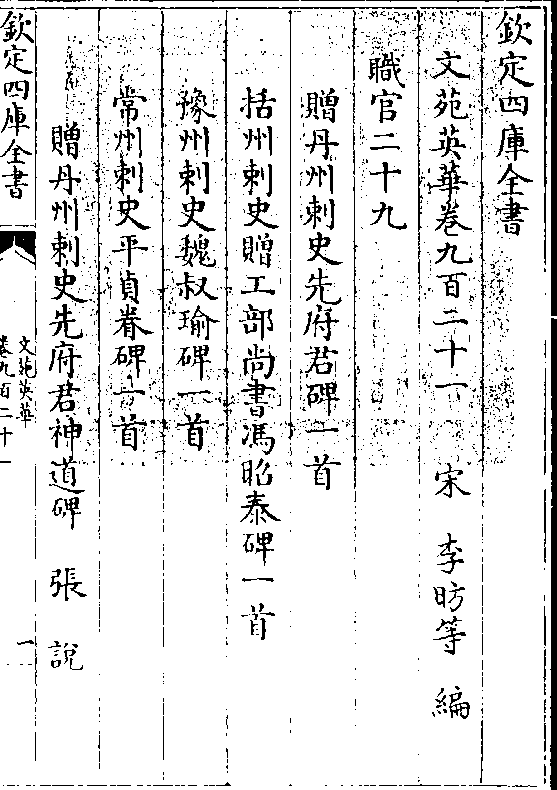 欽定四庫全書
文苑英華卷九百二十一 宋 李昉等 編
職官二十九
贈丹州刺史先府君碑一首
括州刺史贈工部尚書馮昭泰碑一首
豫州刺史魏叔瑜碑一首
常州刺史平貞眘碑一首
贈丹州刺史先府君神道碑 張 說
欽定四庫全書
文苑英華
卷九百二十一
一